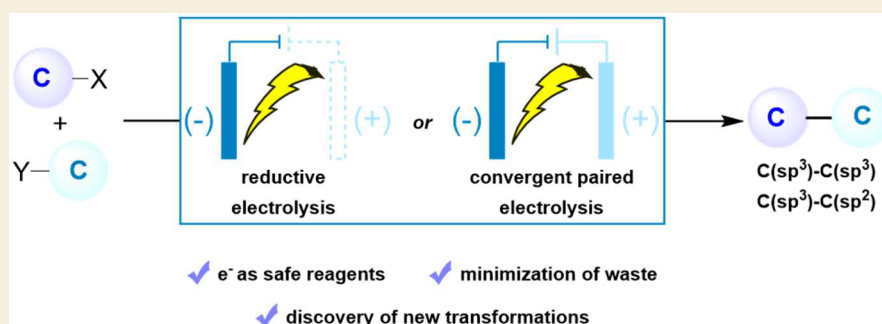 C–X
+
Y–C
(-)
(+)
or
(-)
(+)
reductive
electrolysis
convergent paired
electrolysis
C–C
C(sp³)-C(sp³)
C(sp³)-C(sp²)
✓ e⁻ as safe reagents
✓ minimization of waste
✓ discovery of new transformations